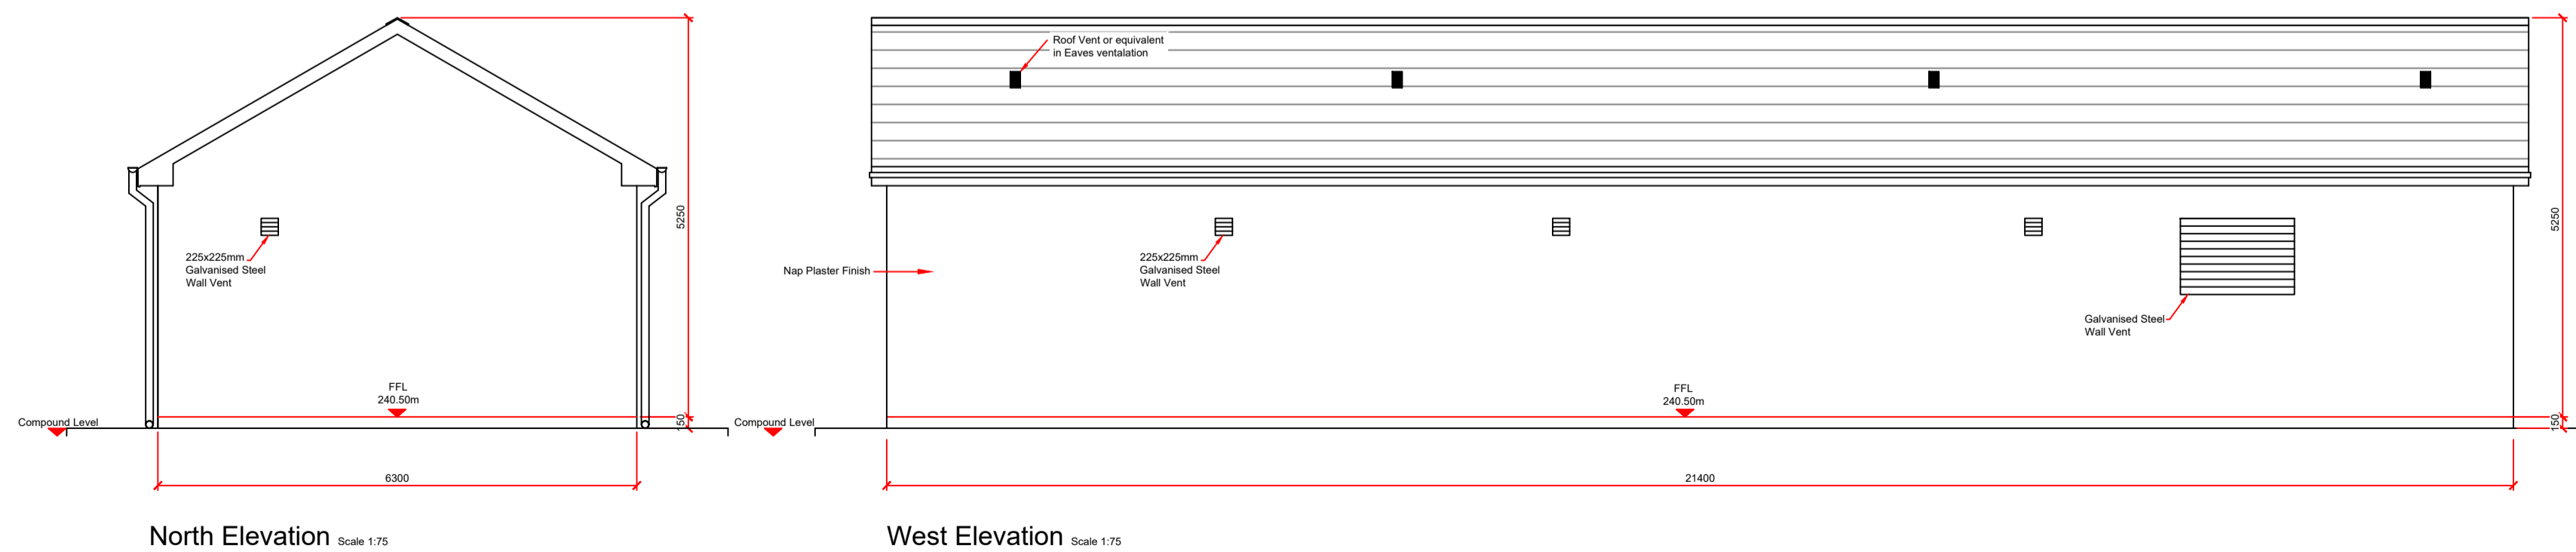 Roof Vent or equivalent
in Eaves ventalation
5250
225x225mm
Galvanised Steel
Wall Vent
FFL
240.50m
Compound Level
150
6300
North Elevation Scale 1:75
5250
Nap Plaster Finish
225x225mm
Galvanised Steel
Wall Vent
Galvanised Steel
Wall Vent
FFL
240.50m
Compound Level
150
21400
West Elevation Scale 1:75